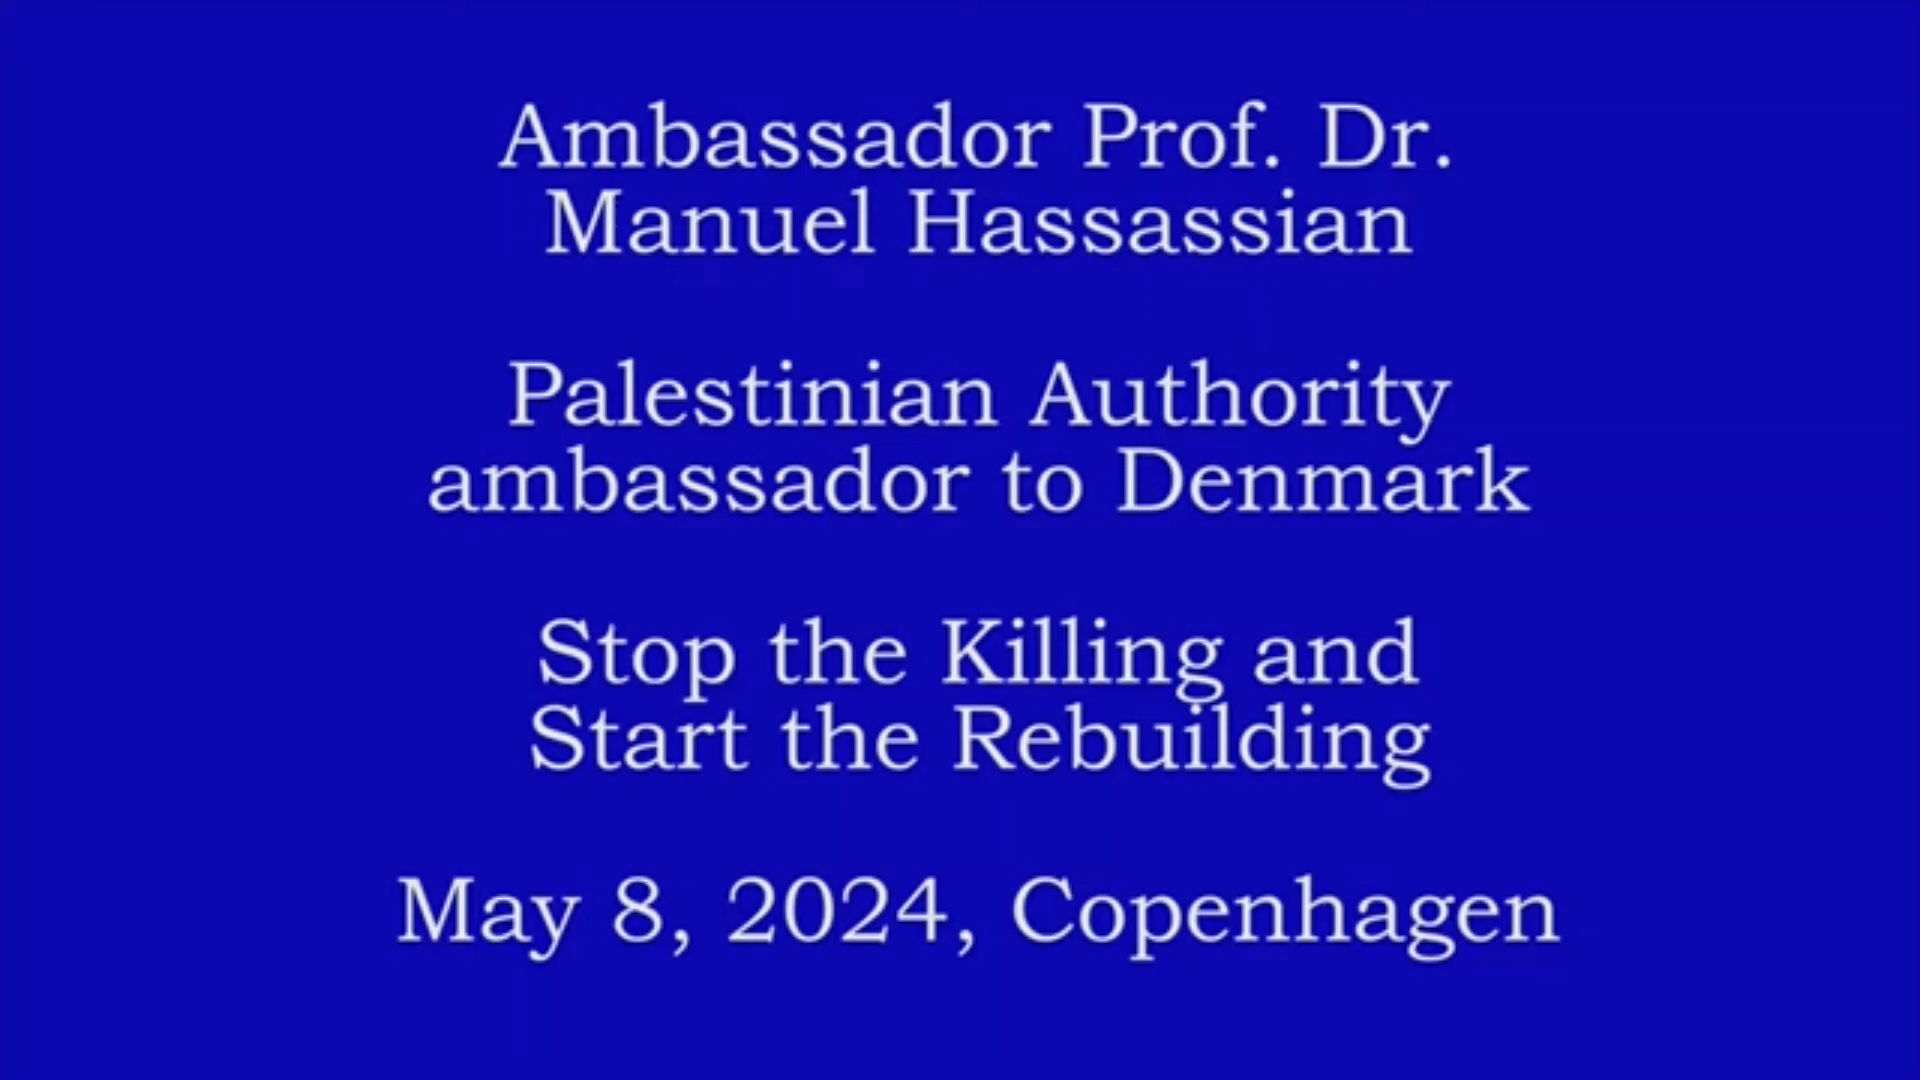 Ambassador Prof. Dr.
Manuel Hassassian
Palestinian Authority
ambassador to Denmark
Stop the Killing and
Start the Rebuilding
May 8, 2024, Copenhagen